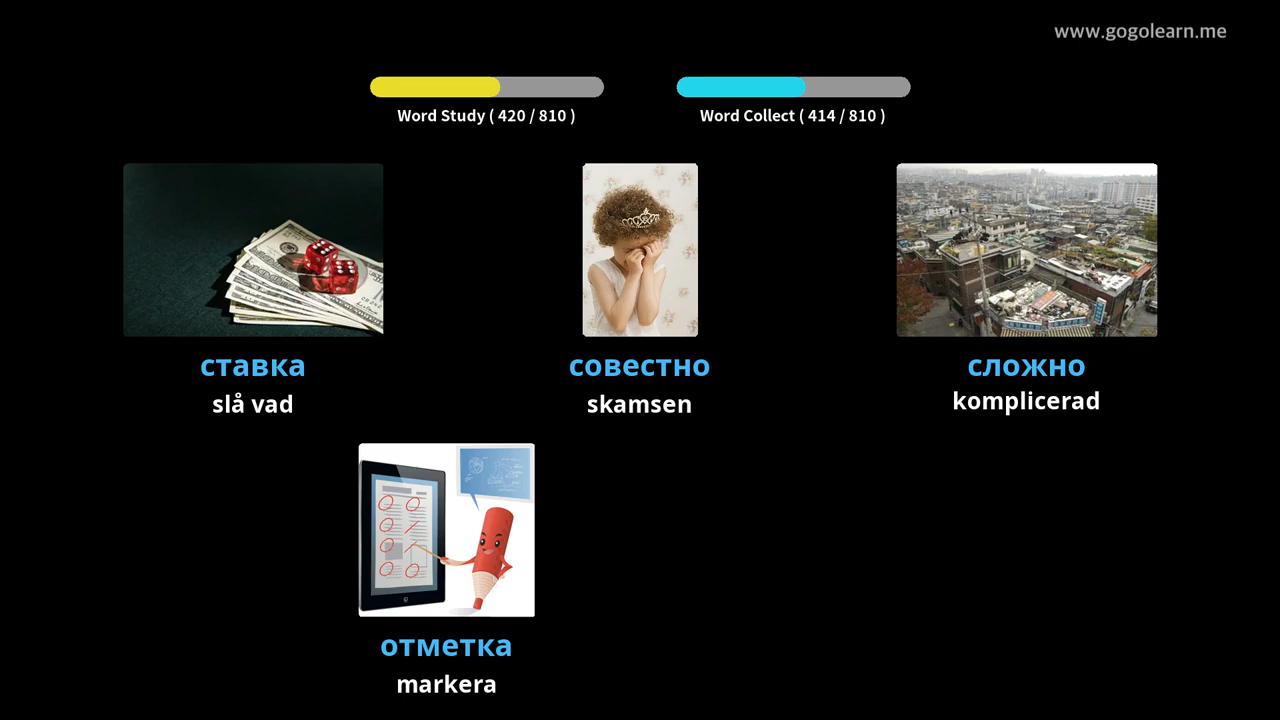 www.gogolearn.me
Word Study ( 420 / 810 )
Word Collect ( 414 / 810 )
ставка
slå vad
совестно
skamsen
сложно
komplicerad
отметка
markera